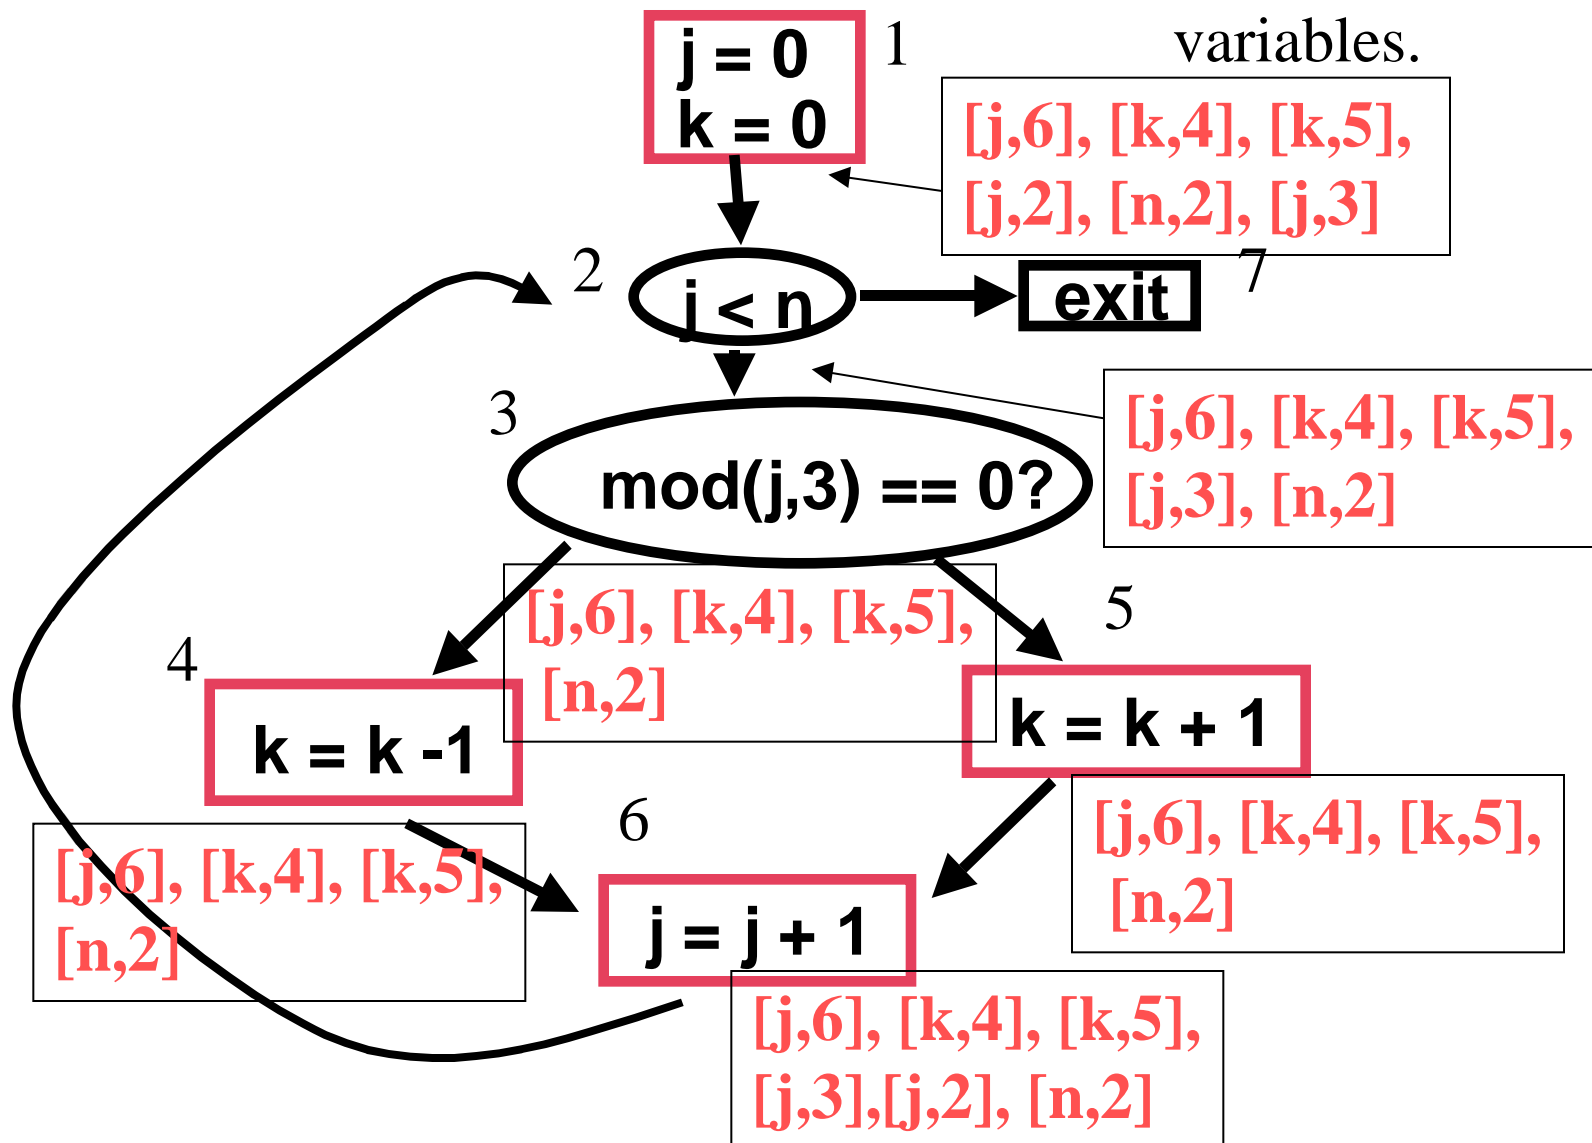 variables.
j = 0
k = 0
1
[j,6], [k,4], [k,5],
[j,2], [n,2], [j,3]
2
j < n
exit
7
3
mod(j,3) == 0?
[j,6], [k,4], [k,5],
[j,3], [n,2]
[j,6], [k,4], [k,5],
[n,2]
4
k = k -1
5
k = k + 1
[j,6], [k,4], [k,5],
[n,2]
[j,6], [k,4], [k,5],
[n,2]
6
j = j + 1
[j,6], [k,4], [k,5],
[j,3],[j,2], [n,2]